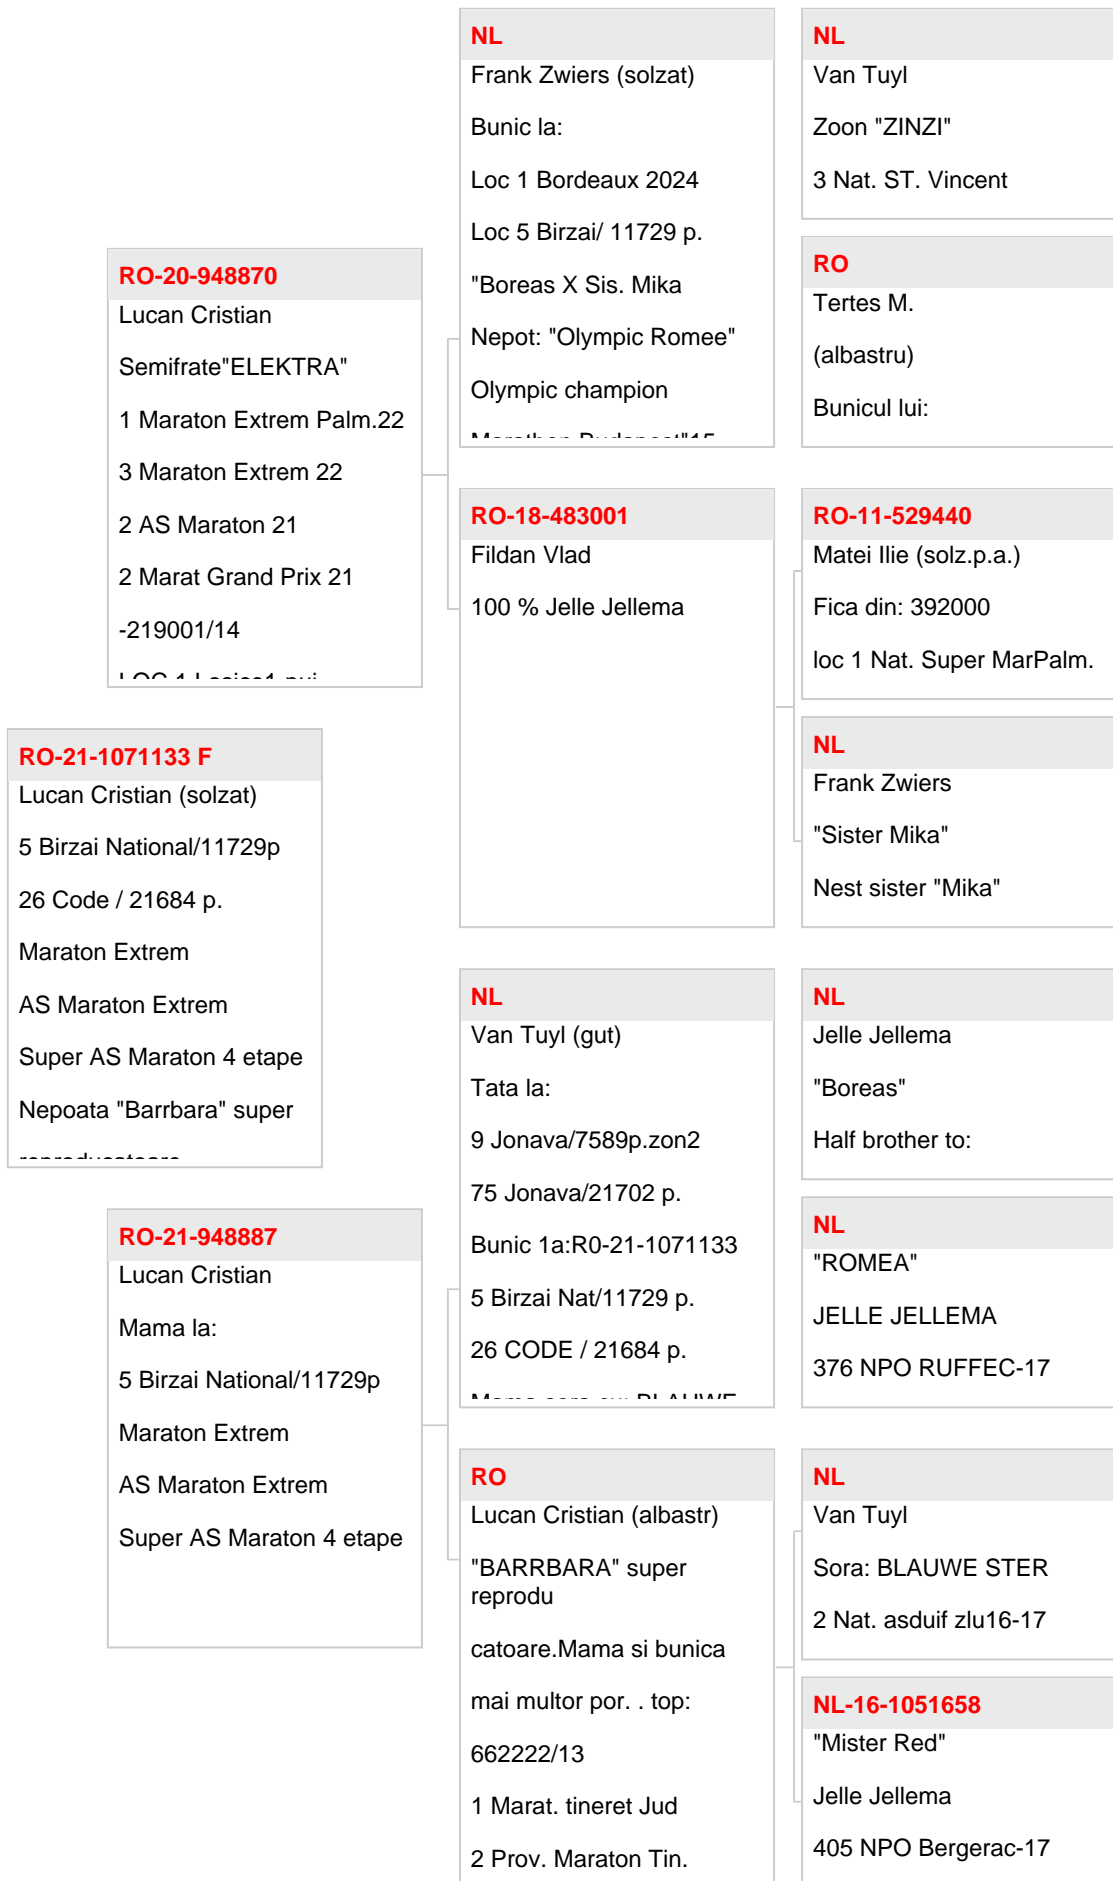 RO-21-1071133 F
Lucan Cristian (solzat)
5 Birzai National/11729p
26 Code / 21684 p.
Maraton Extrem
AS Maraton Extrem
Super AS Maraton 4 etape
Nepoata "Barrbara" super
RO-20-948870
Lucan Cristian
Semifrate"ELEKTRA"
1 Maraton Extrem Palm.22
3 Maraton Extrem 22
2 AS Maraton 21
2 Marat Grand Prix 21
-219001/14
RO-21-948887
Lucan Cristian
Mama la:
5 Birzai National/11729p
Maraton Extrem
AS Maraton Extrem
Super AS Maraton 4 etape
NL
Frank Zwiers (solzat)
Bunic la:
Loc 1 Bordeaux 2024
Loc 5 Birzai/ 11729 p.
"Boreas X Sis. Mika
Nepot: "Olympic Romee"
Olympic champion
RO-18-483001
Fildan Vlad
100 % Jelle Jellema
NL
Van Tuyl (gut)
Tata la:
9 Jonava/7589p.zon2
75 Jonava/21702 p.
Bunic 1a:R0-21-1071133
5 Birzai Nat/11729 p.
26 CODE / 21684 p.
RO
Lucan Cristian (albastr)
"BARRBARA" super
reprodu
catoare.Mama si bunica
mai multor por. . top:
662222/13
1 Marat. tineret Jud
2 Prov. Maraton Tin.
NL
Van Tuyl
Zoon "ZINZI"
3 Nat. ST. Vincent
RO
Tertes M.
(albastru)
Bunicul lui:
RO-11-529440
Matei Ilie (solz.p.a.)
Fica din: 392000
loc 1 Nat. Super MarPalm.
NL
Frank Zwiers
"Sister Mika"
Nest sister "Mika"
NL
Jelle Jellema
"Boreas"
Half brother to:
NL
"ROMEA"
JELLE JELLEMA
376 NPO RUFFEC-17
NL
Van Tuyl
Sora: BLAUWE STER
2 Nat. asduif zlu16-17
NL-16-1051658
"Mister Red"
Jelle Jellema
405 NPO Bergerac-17